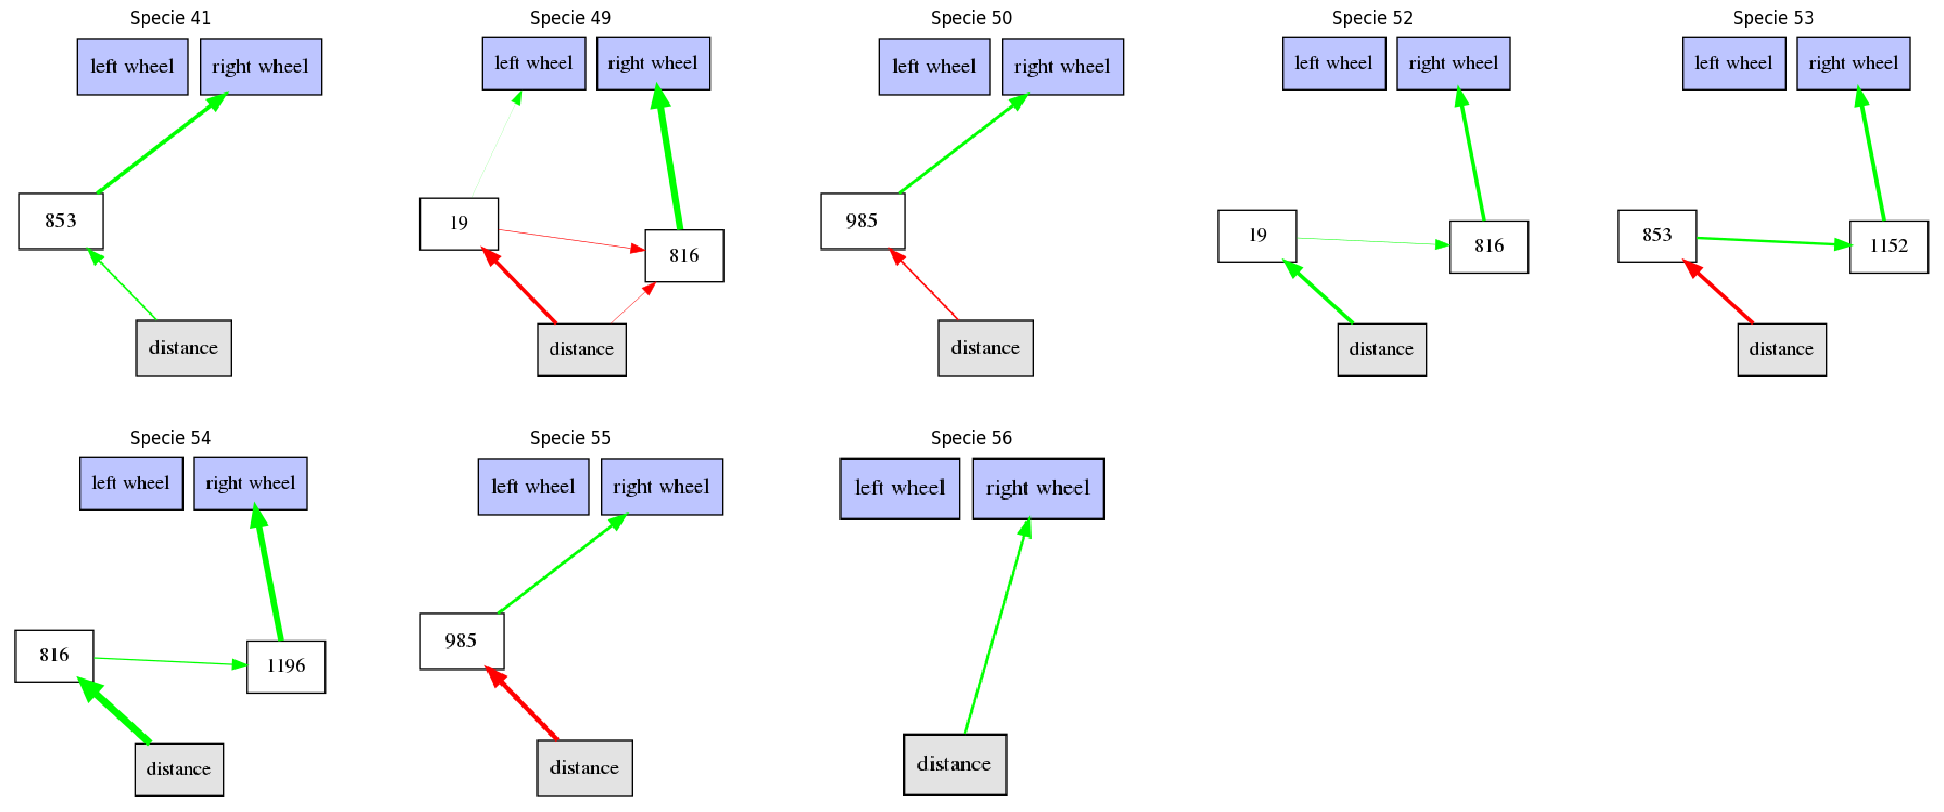 Specie 41
left wheel
right wheel
853
distance
Specie 49
left wheel
right wheel
19
816
distance
Specie 50
left wheel
right wheel
985
distance
Specie 52
left wheel
right wheel
19
816
distance
Specie 53
left wheel
right wheel
853
1152
distance
Specie 54
left wheel
right wheel
816
1196
distance
Specie 55
left wheel
right wheel
985
distance
Specie 56
left wheel
right wheel
distance